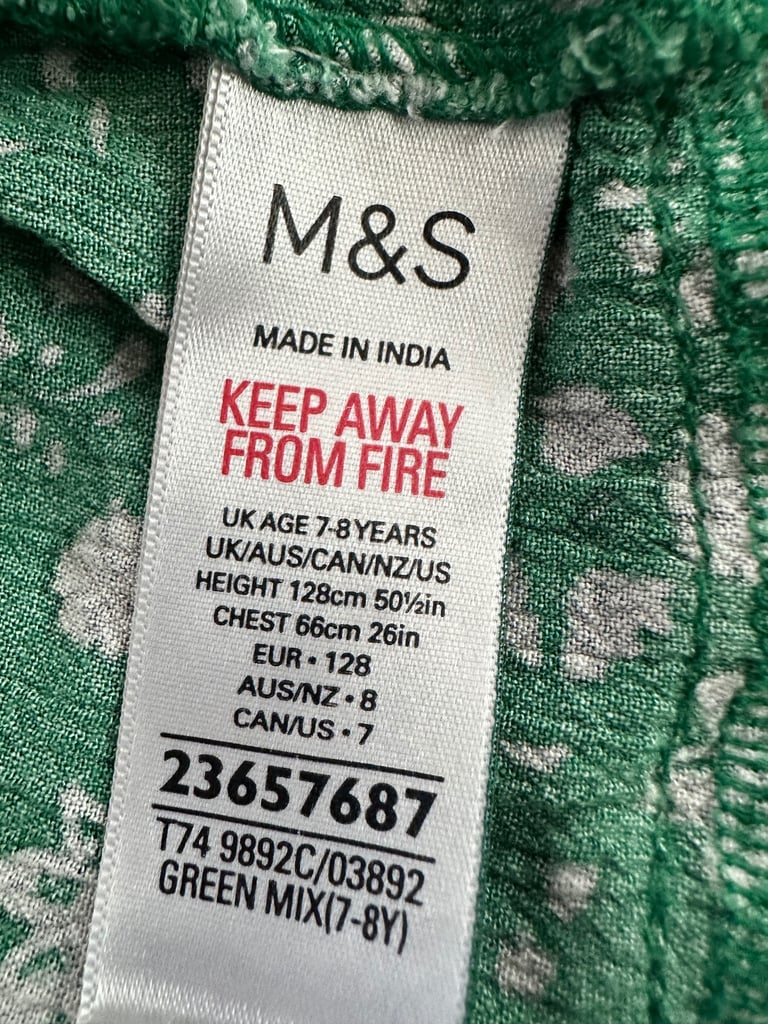 M&S
MADE IN INDIA
KEEP AWAY
FROM FIRE
UK AGE 7-8 YEARS
UK/AUS/CAN/NZ/US
HEIGHT 128cm 50½in
CHEST 66cm 26in
EUR • 128
AUS/NZ • 8
CAN/US • 7
23657687
T74 9892C/03892
GREEN MIX(7-8Y)